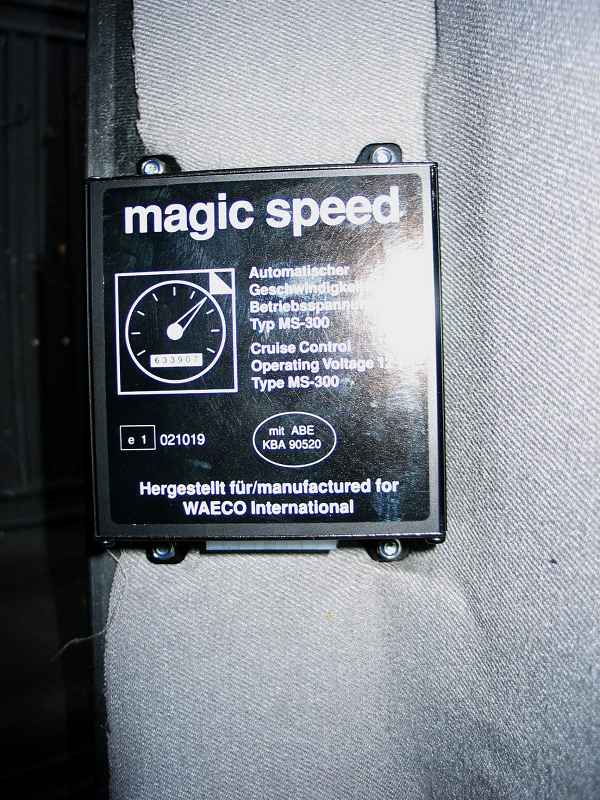 magic speed
Automatischer
Typ MS-300
Cruise Control
Operating Voltage
Type MS-300
633907
e 1 021019
mit ABE
KBA 90520
Hergestellt für/manufactured for
WAECO International